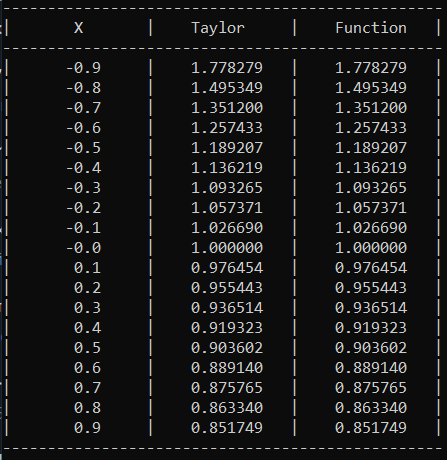 -----------------------------------------------
| X | Taylor | Function |
-----------------------------------------------
| -0.9 | 1.778279 | 1.778279 |
| -0.8 | 1.495349 | 1.495349 |
| -0.7 | 1.351200 | 1.351200 |
| -0.6 | 1.257433 | 1.257433 |
| -0.5 | 1.189207 | 1.189207 |
| -0.4 | 1.136219 | 1.136219 |
| -0.3 | 1.093265 | 1.093265 |
| -0.2 | 1.057371 | 1.057371 |
| -0.1 | 1.026690 | 1.026690 |
| -0.0 | 1.000000 | 1.000000 |
| 0.1 | 0.976454 | 0.976454 |
| 0.2 | 0.955443 | 0.955443 |
| 0.3 | 0.936514 | 0.936514 |
| 0.4 | 0.919323 | 0.919323 |
| 0.5 | 0.903602 | 0.903602 |
| 0.6 | 0.889140 | 0.889140 |
| 0.7 | 0.875765 | 0.875765 |
| 0.8 | 0.863340 | 0.863340 |
| 0.9 | 0.851749 | 0.851749 |
-----------------------------------------------